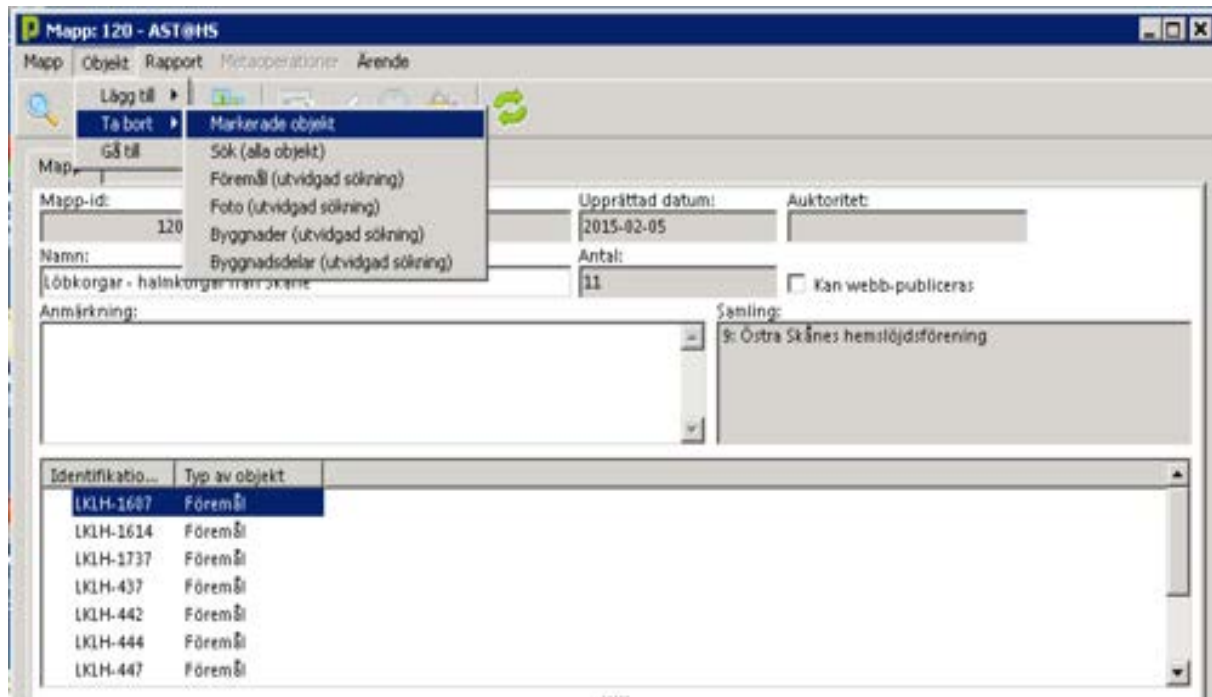 Mapp: 120 - AST@HS
Mapp Objekt Rapport Metaoperationer Ärende
Lägg till
Ta bort Markerade objekt
Gå till Sök (alla objekt)
Föremål (utvidgad sökning)
Foto (utvidgad sökning)
Byggnader (utvidgad sökning)
Byggnadsdelar (utvidgad sökning)
Mapp
Mapp-id: Upprättad datum: Auktoritet:
120 2015-02-05
Namn: Antal:
Löbkorgar - halmkorgar från Skåne 11 Kan webb-publiceras
Anmärkning: Samling:
9: Östra Skånes hemslöjdsförening
Identifikatio... Typ av objekt
LKLH-1607 Föremål
LKLH-1614 Föremål
LKLH-1737 Föremål
LKLH-437 Föremål
LKLH-442 Föremål
LKLH-444 Föremål
LKLH-447 Föremål